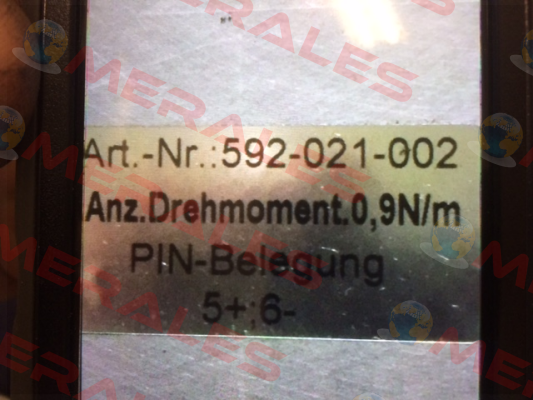 Art.-Nr.:592-021-002
Anz.Drehmoment.0,9N/m
PIN-Belegung
5+;6-
MERALES
MERALES
MERALES
MERALES